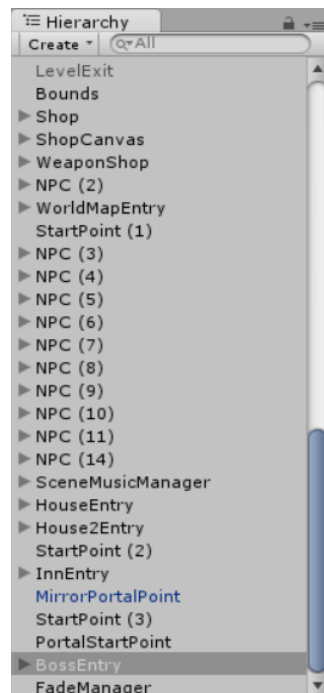 Hierarchy
Create All
LevelExit
Bounds
Shop
ShopCanvas
WeaponShop
NPC (2)
WorldMapEntry
StartPoint (1)
NPC (3)
NPC (4)
NPC (5)
NPC (6)
NPC (7)
NPC (8)
NPC (9)
NPC (10)
NPC (11)
NPC (14)
SceneMusicManager
HouseEntry
House2Entry
StartPoint (2)
InnEntry
MirrorPortalPoint
StartPoint (3)
PortalStartPoint
BossEntry
FadeManager